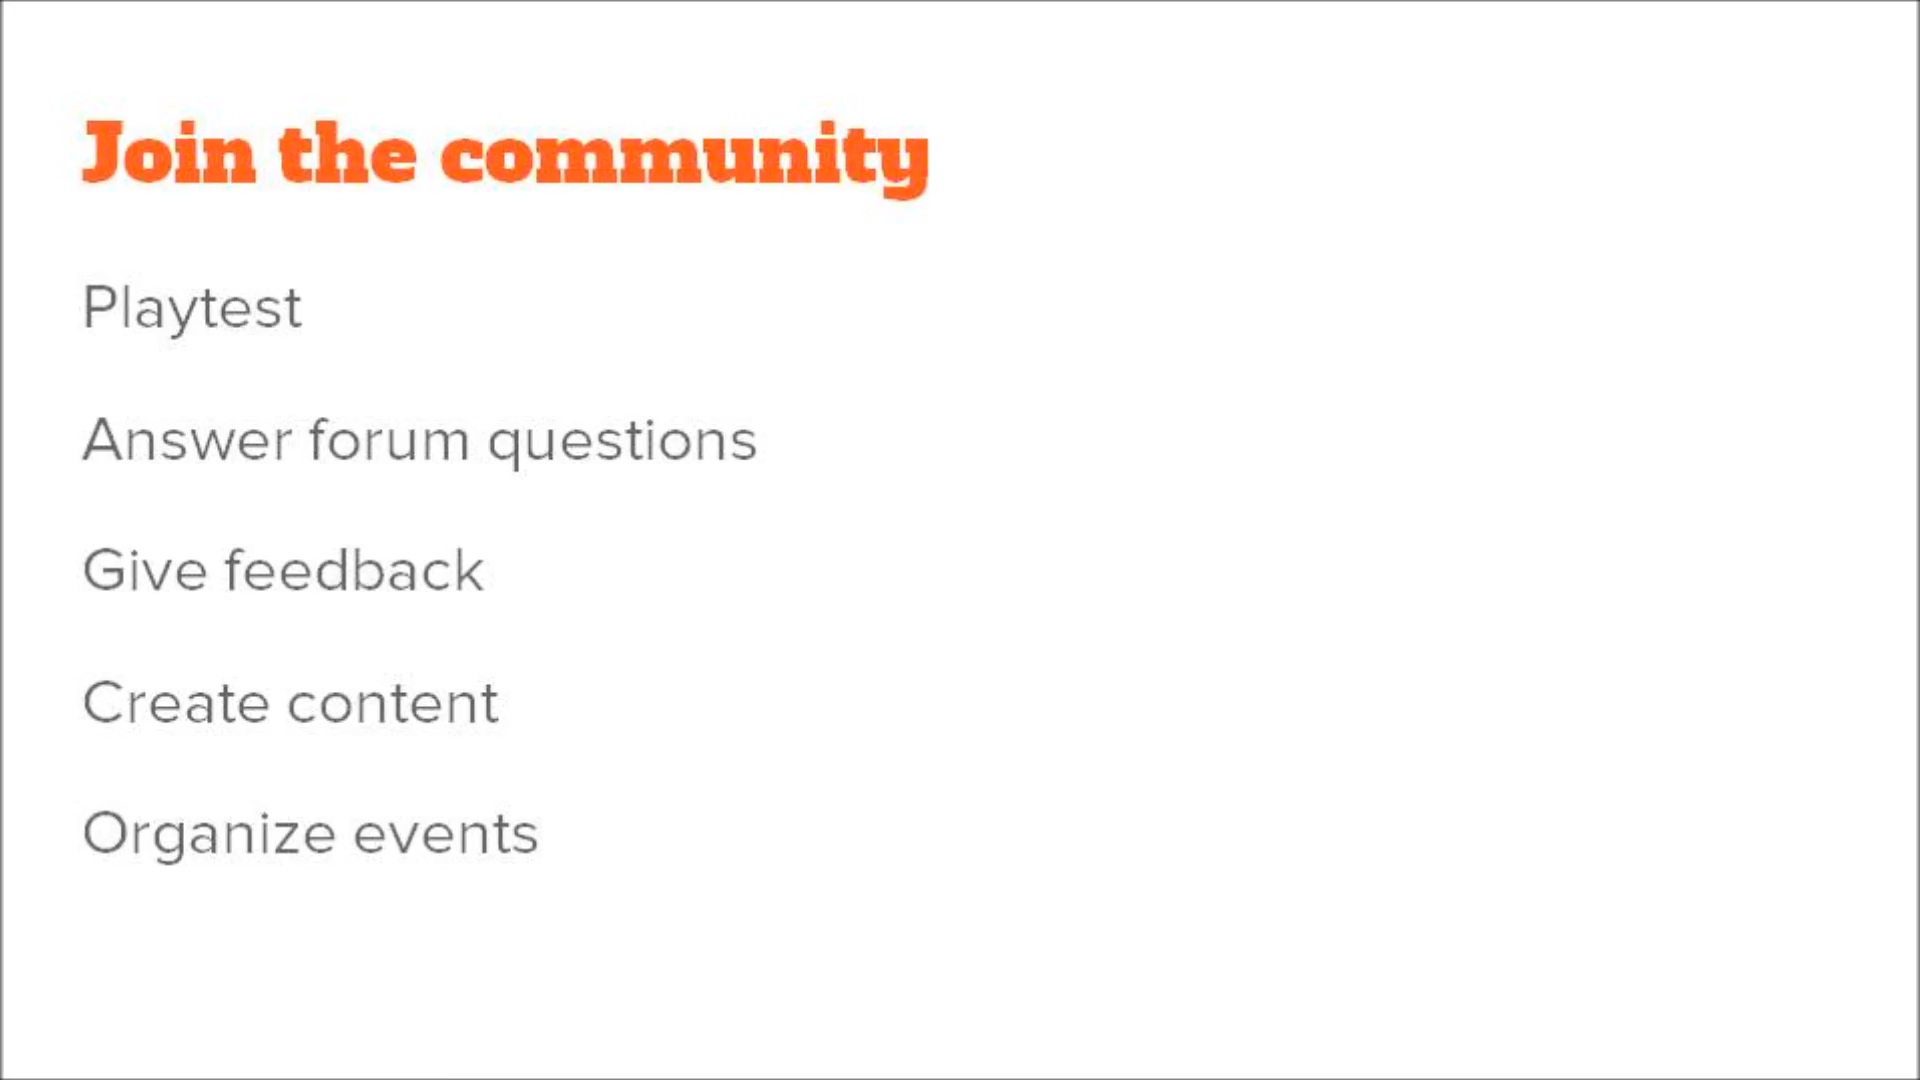 Join the community
Playtest
Answer forum questions
Give feedback
Create content
Organize events